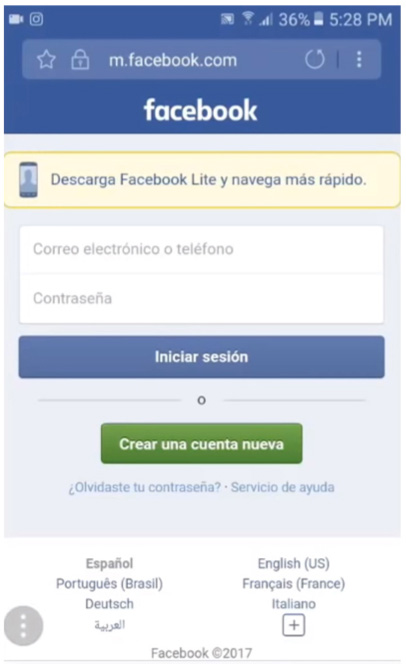 36% 5:28 PM
m.facebook.com
facebook
Descarga Facebook Lite y navega más rápido.
Correo electrónico o teléfono
Contraseña
Iniciar sesión
o
Crear una cuenta nueva
¿Olvidaste tu contraseña? · Servicio de ayuda
Español English (US)
Português (Brasil) Français (France)
Deutsch Italiano
العربية
Facebook ©2017